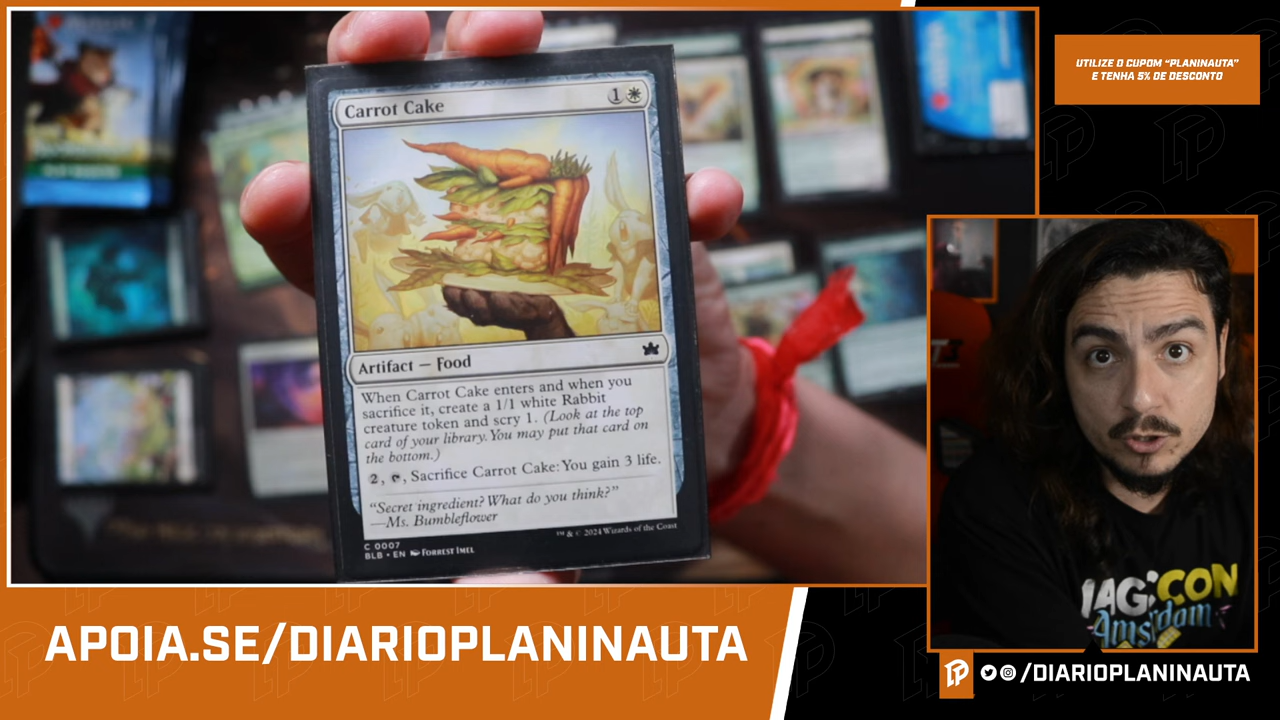 Carrot Cake
1
Artifact — Food
When Carrot Cake enters and when you
sacrifice it, create a 1/1 white Rabbit
creature token and scry 1. (Look at the top
card of your library. You may put that card on
the bottom.)
2, , Sacrifice Carrot Cake: You gain 3 life.
"Secret ingredient? What do you think?"
—Ms. Bumbleflower
C 0007
BLB • EN Forrest Imel
™ & © 2024 Wizards of the Coast
UTILIZE O CUPOM "PLANINAUTA"
E TENHA 5% DE DESCONTO
MAGICCON
Amsterdam
APOIA.SE/DIARIOPLANINAUTA
/DIARIOPLANINAUTA